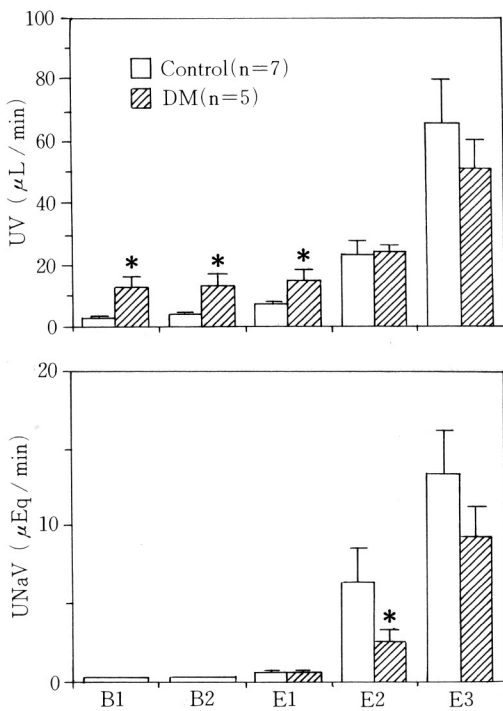 100
80
60
40
20
0
UV ( μL / min)
Control(n=7)
DM(n=5)
*
*
*
20
10
0
UNaV ( μEq / min)
*
B1
B2
E1
E2
E3